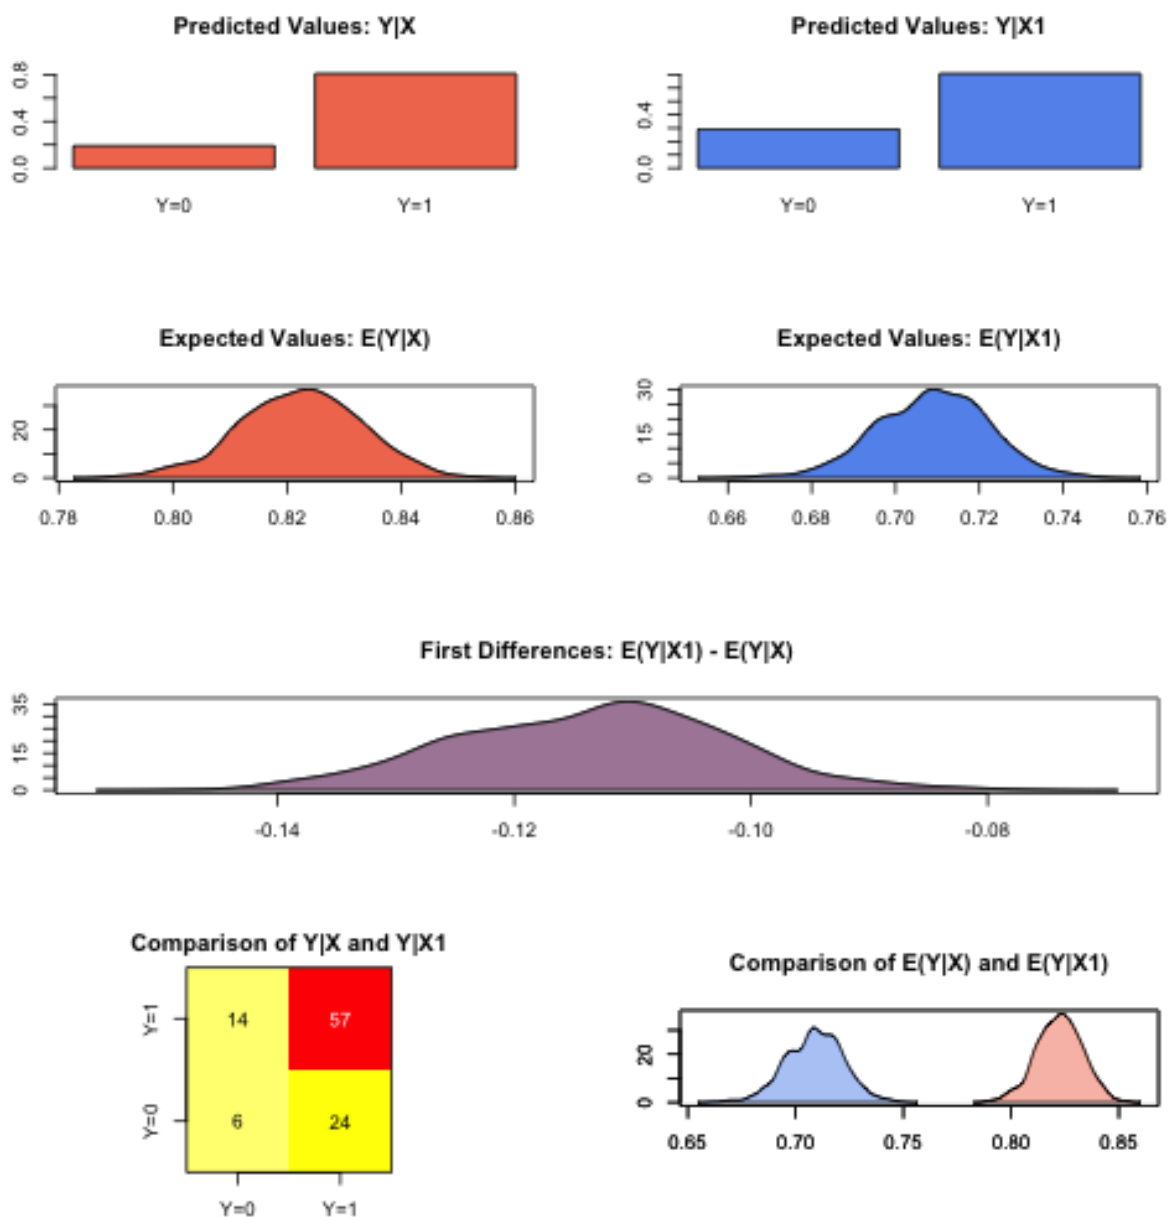 Predicted Values: Y|X
0.0 0.4 0.8
Y=0 Y=1
Predicted Values: Y|X1
0.0 0.4
Y=0 Y=1
Expected Values: E(Y|X)
0 20
0.78 0.80 0.82 0.84 0.86
Expected Values: E(Y|X1)
0 15 30
0.66 0.68 0.70 0.72 0.74 0.76
First Differences: E(Y|X1) - E(Y|X)
0 15 35
-0.14 -0.12 -0.10 -0.08
Comparison of Y|X and Y|X1
Y=1 14 57
Y=0 6 24
Y=0 Y=1
Comparison of E(Y|X) and E(Y|X1)
0 20
0.65 0.70 0.75 0.80 0.85